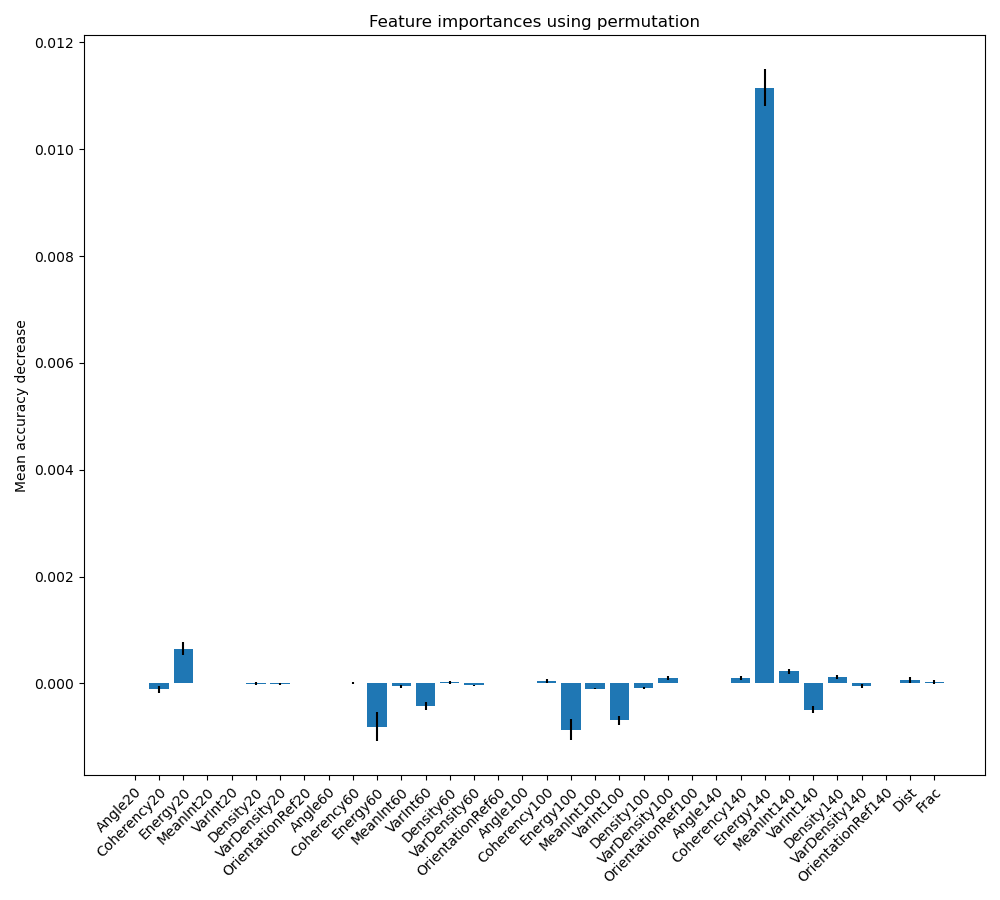 Feature importances using permutation
Mean accuracy decrease
0.012
0.010
0.008
0.006
0.004
0.002
0.000
Angle20
Coherency20
Energy20
MeanInt20
VarInt20
Density20
VarDensity20
OrientationRef20
Angle60
Coherency60
Energy60
MeanInt60
VarInt60
Density60
VarDensity60
OrientationRef60
Angle100
Coherency100
Energy100
MeanInt100
VarInt100
Density100
VarDensity100
OrientationRef100
Angle140
Coherency140
Energy140
MeanInt140
VarInt140
Density140
VarDensity140
OrientationRef140
Dist
Frac